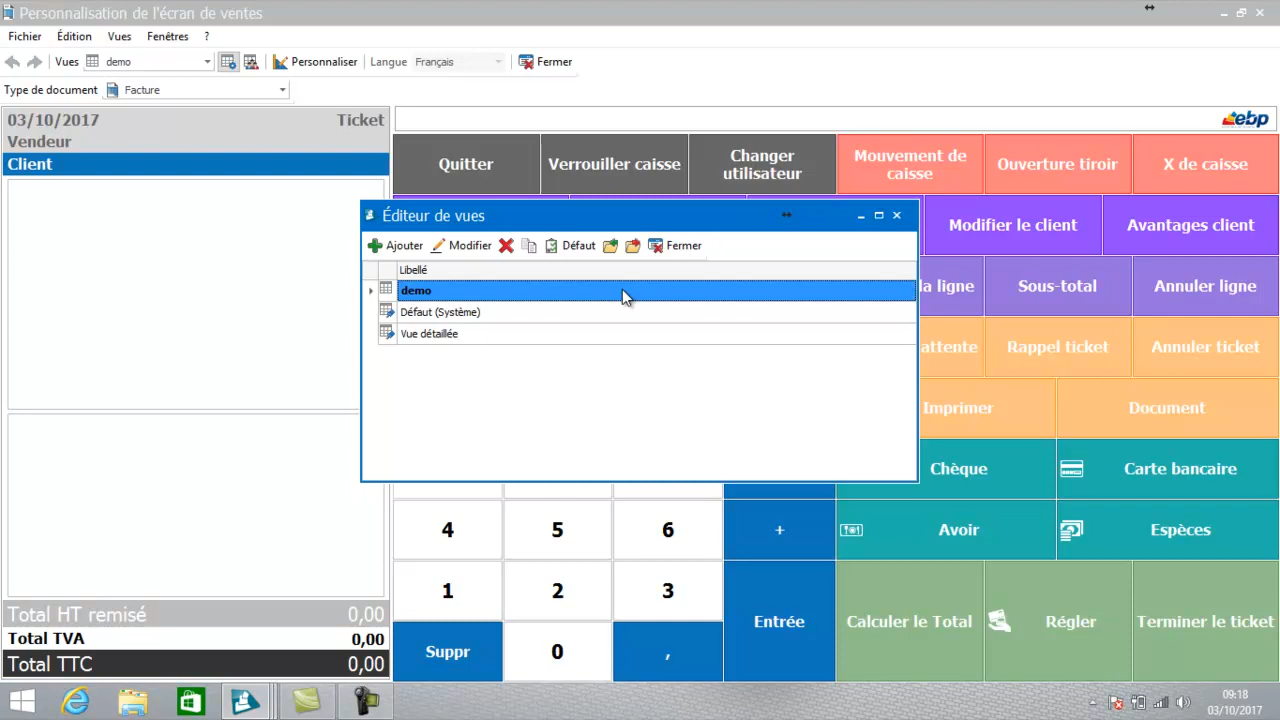 Personnalisation de l'écran de ventes
Fichier Édition Vues Fenêtres ?
Vues demo Personnaliser Langue Français Fermer
Type de document Facture
03/10/2017 Ticket
Vendeur
Client
ebp
Quitter Verrouiller caisse Changer utilisateur Mouvement de caisse Ouverture tiroir X de caisse
Modifier le client Avantages client
la ligne Sous-total Annuler ligne
attente Rappel ticket Annuler ticket
Imprimer Document
Chèque Carte bancaire
Avoir Espèces
Éditeur de vues
Ajouter Modifier Défaut Fermer
Libellé
demo
Défaut (Système)
Vue détaillée
4 5 6 +
1 2 3
Entrée Calculer le Total Régler Terminer le ticket
Suppr 0 ,
Total HT remisé 0,00
Total TVA 0,00
Total TTC 0,00
09:18
03/10/2017